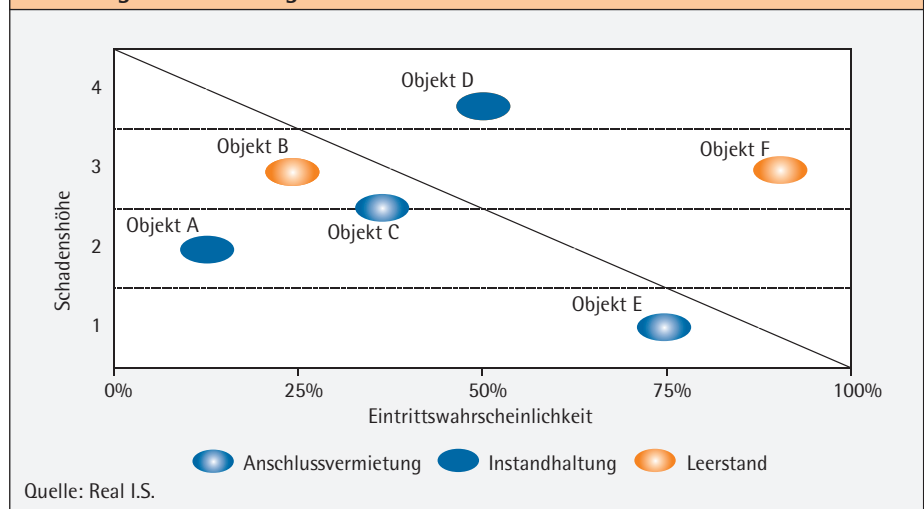 4
Objekt D
Objekt B
Objekt F
3
Objekt A
Objekt C
2
Schadenshöhe
Objekt E
1
0% 25% 50% 75% 100%
Eintrittswahrscheinlichkeit
Anschlussvermietung Instandhaltung Leerstand
Quelle: Real I.S.